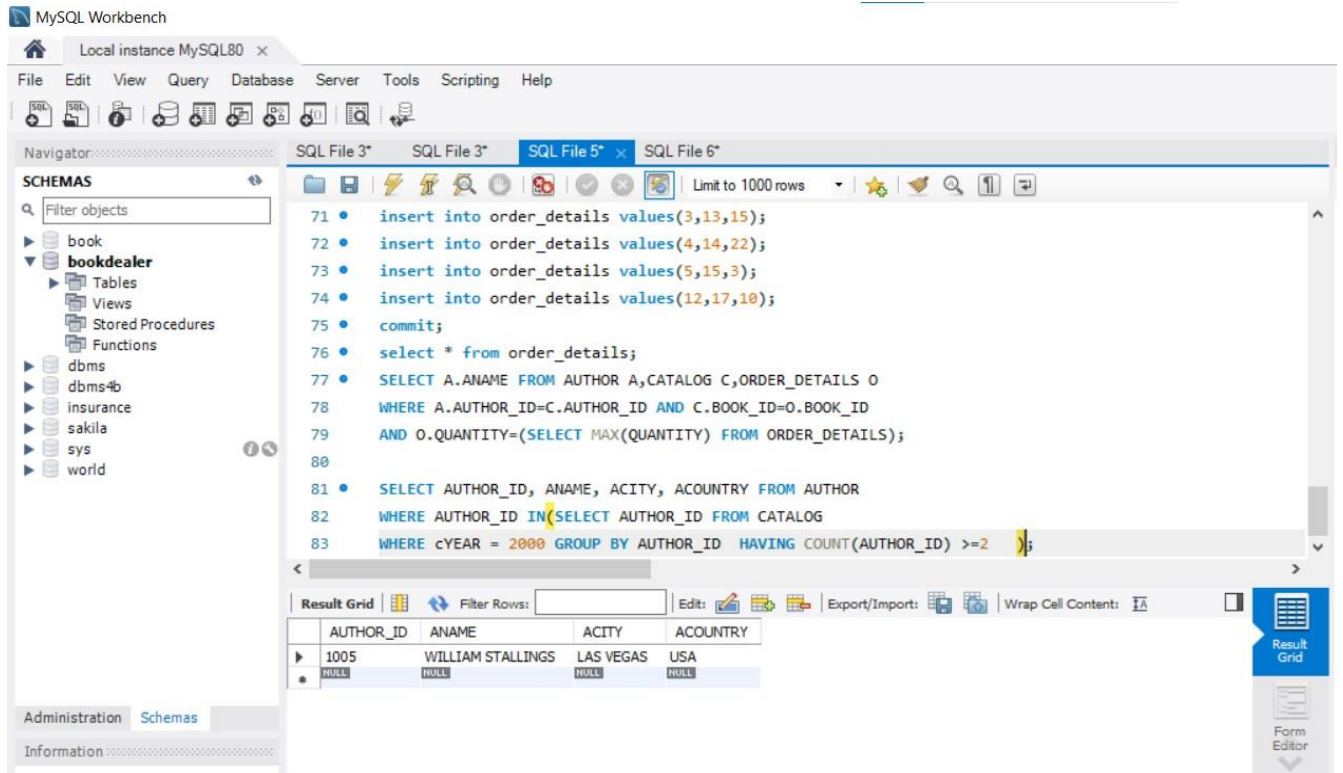 MySQL Workbench
Local instance MySQL80 ×
File Edit View Query Database Server Tools Scripting Help
Navigator
SCHEMAS
Filter objects
book
bookdealer
Tables
Views
Stored Procedures
Functions
dbms
dbms4b
insurance
sakila
sys
world
Administration Schemas
Information
SQL File 3* SQL File 3* SQL File 5* × SQL File 6*
Limit to 1000 rows
71 insert into order_details values(3,13,15);
72 insert into order_details values(4,14,22);
73 insert into order_details values(5,15,3);
74 insert into order_details values(12,17,10);
75 commit;
76 select * from order_details;
77 SELECT A.ANAME FROM AUTHOR A,CATALOG C,ORDER_DETAILS O
78 WHERE A.AUTHOR_ID=C.AUTHOR_ID AND C.BOOK_ID=O.BOOK_ID
79 AND O.QUANTITY=(SELECT MAX(QUANTITY) FROM ORDER_DETAILS);
80
81 SELECT AUTHOR_ID, ANAME, ACITY, ACOUNTRY FROM AUTHOR
82 WHERE AUTHOR_ID IN(SELECT AUTHOR_ID FROM CATALOG
83 WHERE cYEAR = 2000 GROUP BY AUTHOR_ID  HAVING COUNT(AUTHOR_ID) >=2   );
Result Grid Filter Rows: Edit: Export/Import: Wrap Cell Content:
AUTHOR_ID ANAME ACITY ACOUNTRY
1005 WILLIAM STALLINGS LAS VEGAS USA
NULL NULL NULL NULL
Result
Grid
Form
Editor